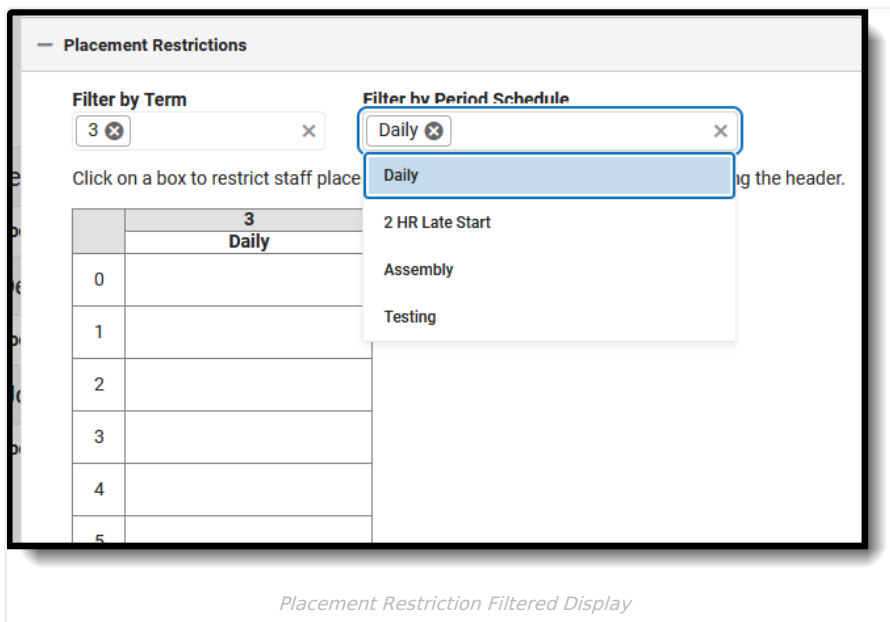 Placement Restrictions
Filter by Term Filter by Period Schedule
3 Daily
Daily
Click on a box to restrict staff place the header.
3
2 HR Late Start
Daily
Assembly
0
Testing
1
2
3
4
5
Placement Restriction Filtered Display